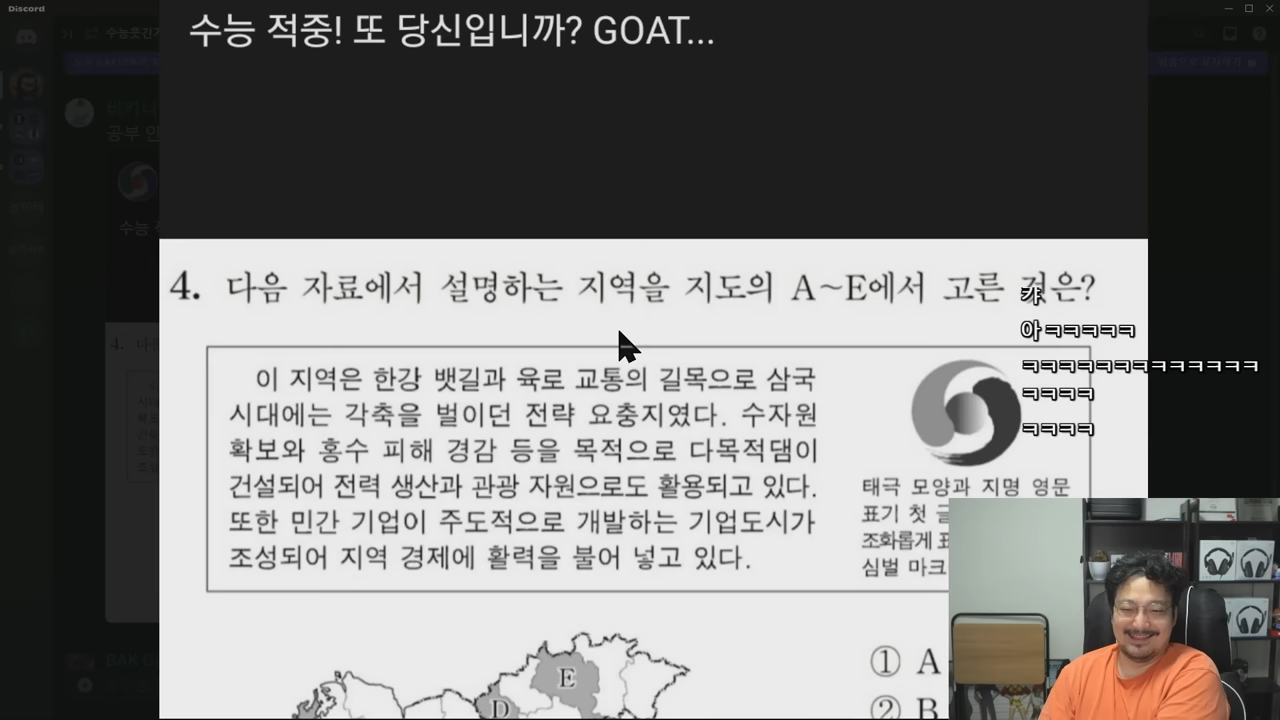 Discord
수능 적중! 또 당신입니까? GOAT...
4. 다음 자료에서 설명하는 지역을 지도의 A~E에서 고른 것은?
이 지역은 한강 뱃길과 육로 교통의 길목으로 삼국
시대에는 각축을 벌이던 전략 요충지였다. 수자원
확보와 홍수 피해 경감 등을 목적으로 다목적댐이
건설되어 전력 생산과 관광 자원으로도 활용되고 있다.
또한 민간 기업이 주도적으로 개발하는 기업도시가
조성되어 지역 경제에 활력을 불어 넣고 있다.
태극 모양과 지명 영문
표기 첫
조화롭게
심벌 마크
캬
아ㅋㅋㅋㅋㅋ
ㅋㅋㅋㅋㅋㅋㅋㅋㅋㅋㅋㅋㅋ
ㅋㅋㅋㅋ
ㅋㅋㅋㅋ
E
D
① A
② B